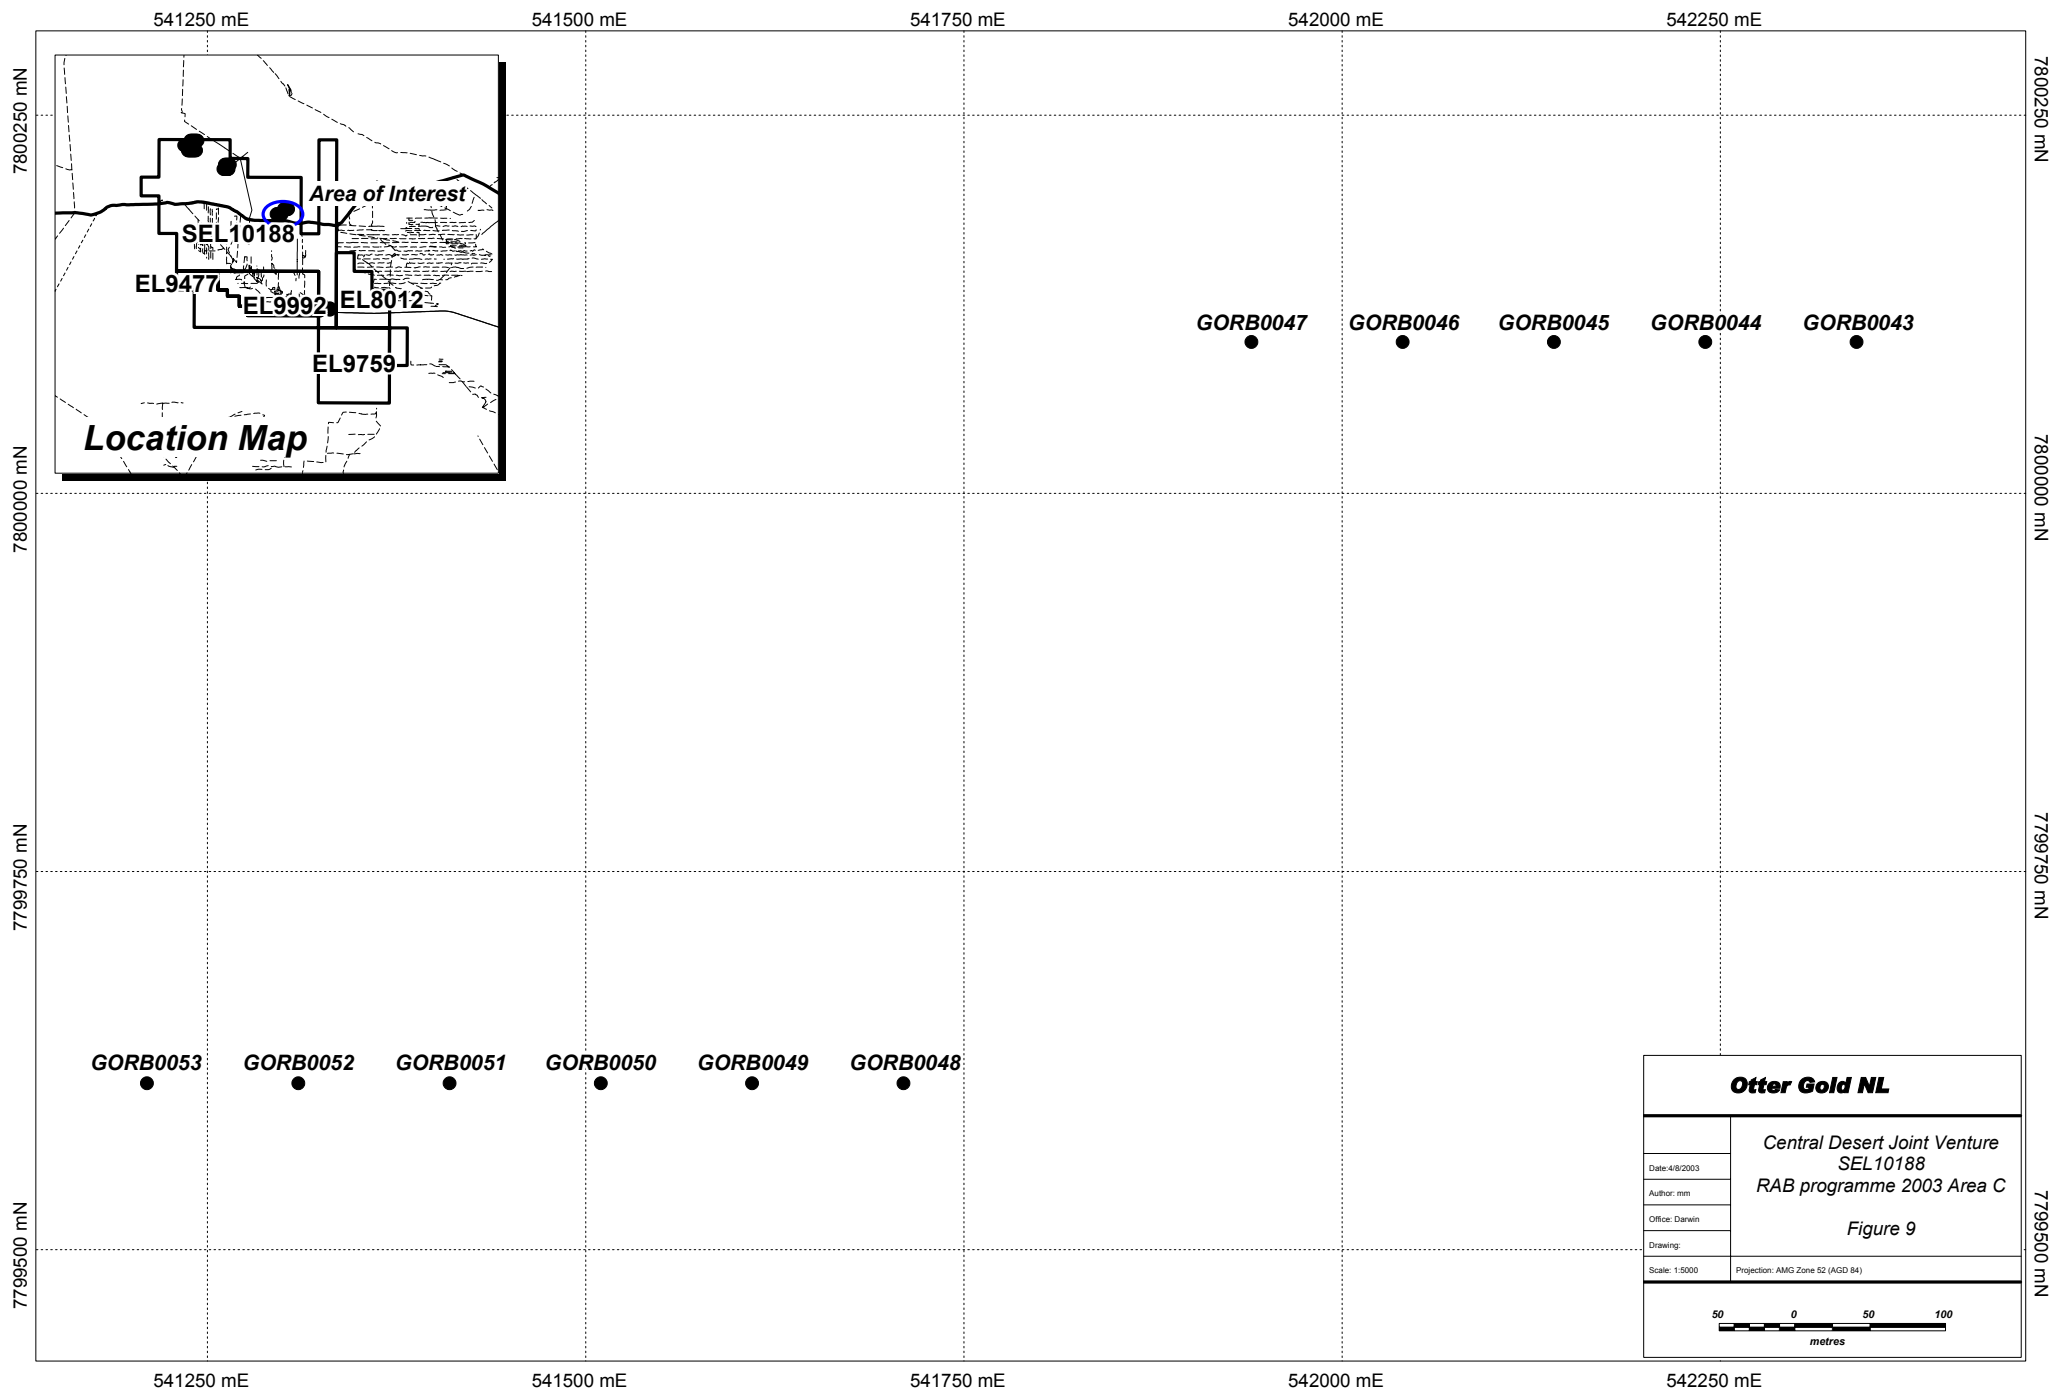 541250 mE
541500 mE
541750 mE
542000 mE
542250 mE
7800250 mN
7800250 mN
Area of Interest
SEL10188
EL9477
EL9992
EL8012
EL9759
Location Map
GORB0047
GORB0046
GORB0045
GORB0044
GORB0043
7800000 mN
7800000 mN
7799750 mN
7799750 mN
GORB0053
GORB0052
GORB0051
GORB0050
GORB0049
GORB0048
7799500 mN
7799500 mN
Otter Gold NL
Central Desert Joint Venture
SEL10188
RAB programme 2003 Area C
Figure 9
Date:4/8/2003
Author: mm
Office: Darwin
Drawing:
Scale: 1:5000
Projection: AMG Zone 52 (AGD 84)
50 0 50 100
metres
541250 mE
541500 mE
541750 mE
542000 mE
542250 mE